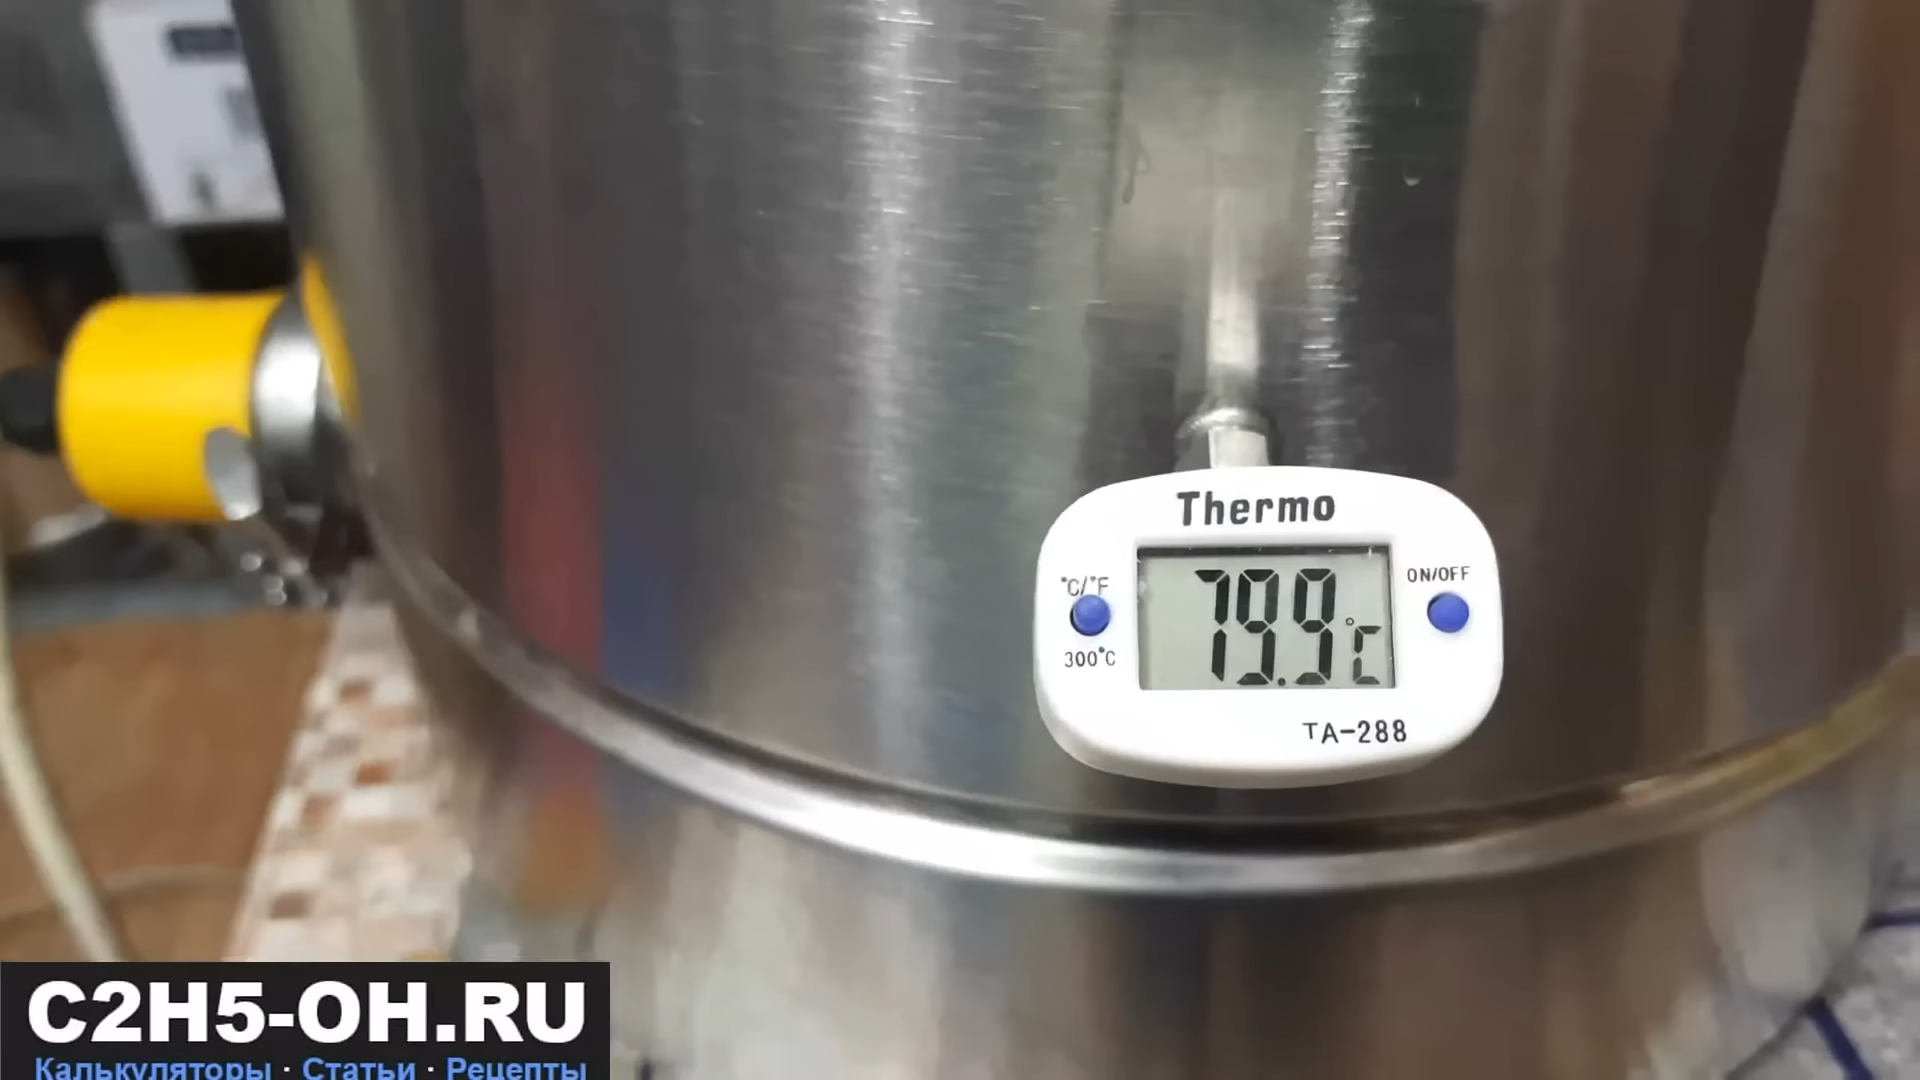 Thermo
°C/°F
ON/OFF
79.9°C
300°C
TA-288
C2H5-OH.RU
Калькуляторы · Статьи · Рецепты